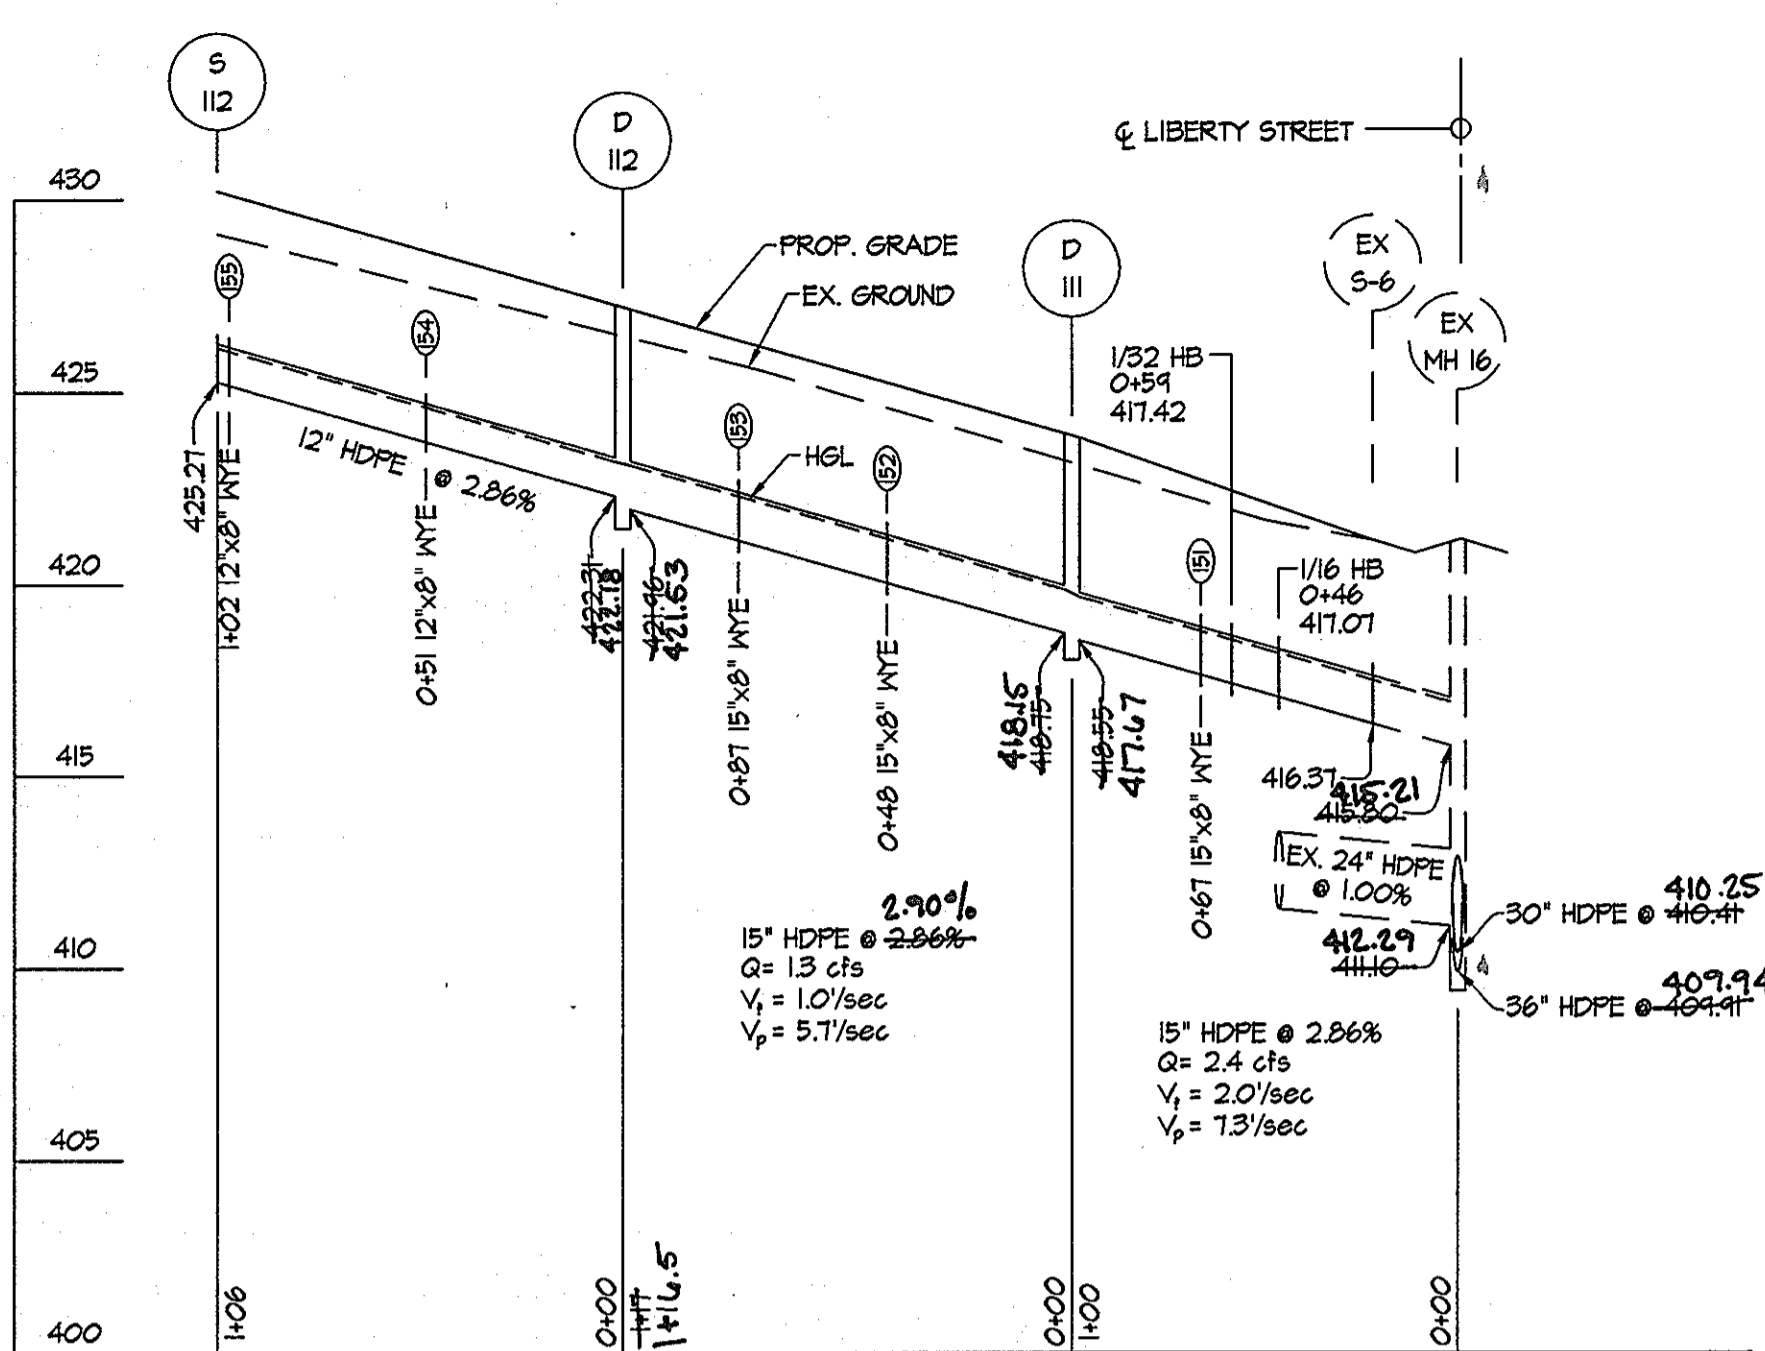 S
112
D
112
℄ LIBERTY STREET
430
PROP. GRADE
EX. GROUND
D
111
EX
S-6
EX
MH 16
155
154
153
152
151
1/32 HB
0+59
417.42
425
HGL
12" HDPE @ 2.86%
425.27
1+02 12"x8" WYE
0+51 12"x8" WYE
420
422.31
422.18
421.96
421.53
0+87 15"x8" WYE
0+48 15"x8" WYE
1/16 HB
0+46
417.07
418.15
418.75
418.55
417.67
0+67 15"x8" WYE
415
416.37
415.21
415.80
EX. 24" HDPE
@ 1.00%
412.29
411.10
410.25
30" HDPE @ 410.41
409.94
36" HDPE @ 409.91
410
2.90%
15" HDPE @ 2.86%
Q= 1.3 cfs
Vf = 1.0'/sec
Vp = 5.7'/sec
15" HDPE @ 2.86%
Q= 2.4 cfs
Vf = 2.0'/sec
Vp = 7.3'/sec
405
400
1+06
0+00
1+17
1+16.5
0+00
1+00
0+00